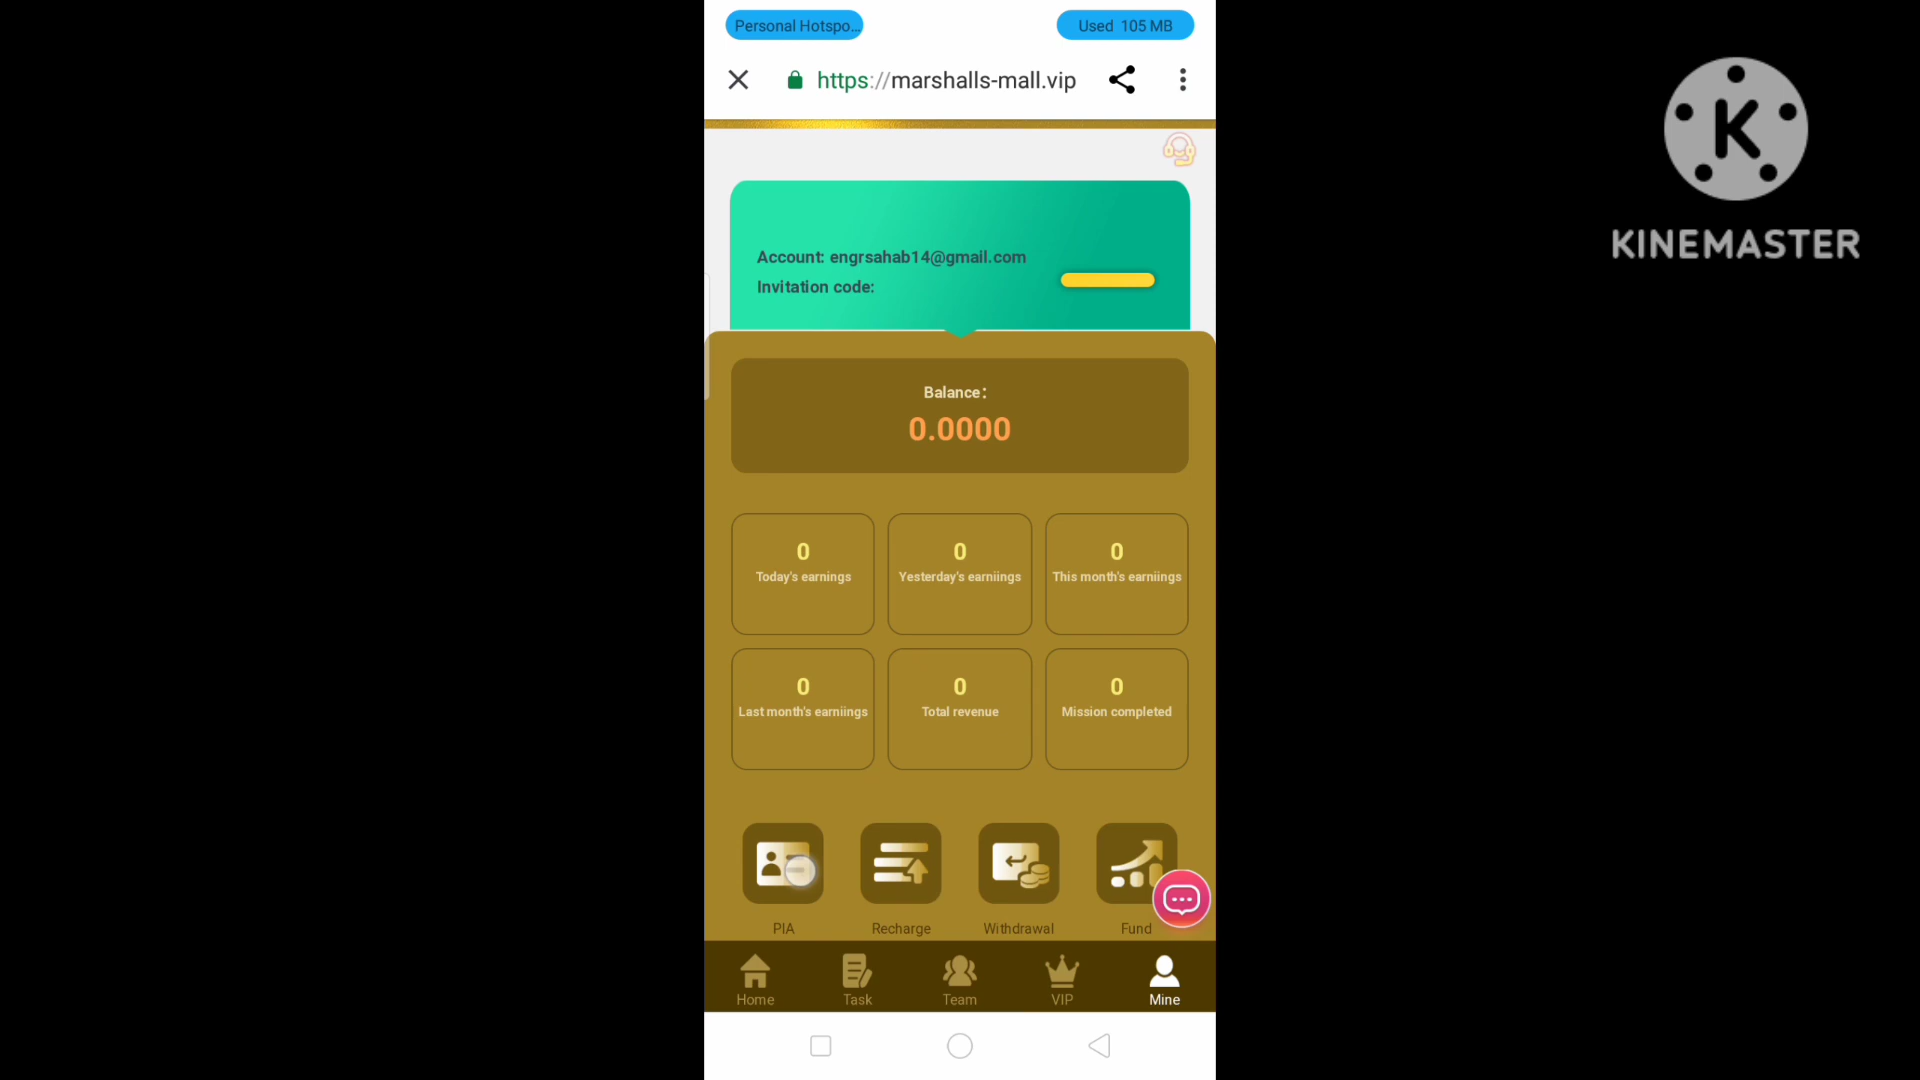 Personal Hotspo... Used 105 MB
https://marshalls-mall.vip
K
KINEMASTER
Account: engrsahab14@gmail.com
Invitation code:
Balance:
0.0000
0 0 0
Today's earnings Yesterday's earniings This month's earniings
0 0 0
Last month's earniings Total revenue Mission completed
PIA Recharge Withdrawal Fund
Home Task Team VIP Mine